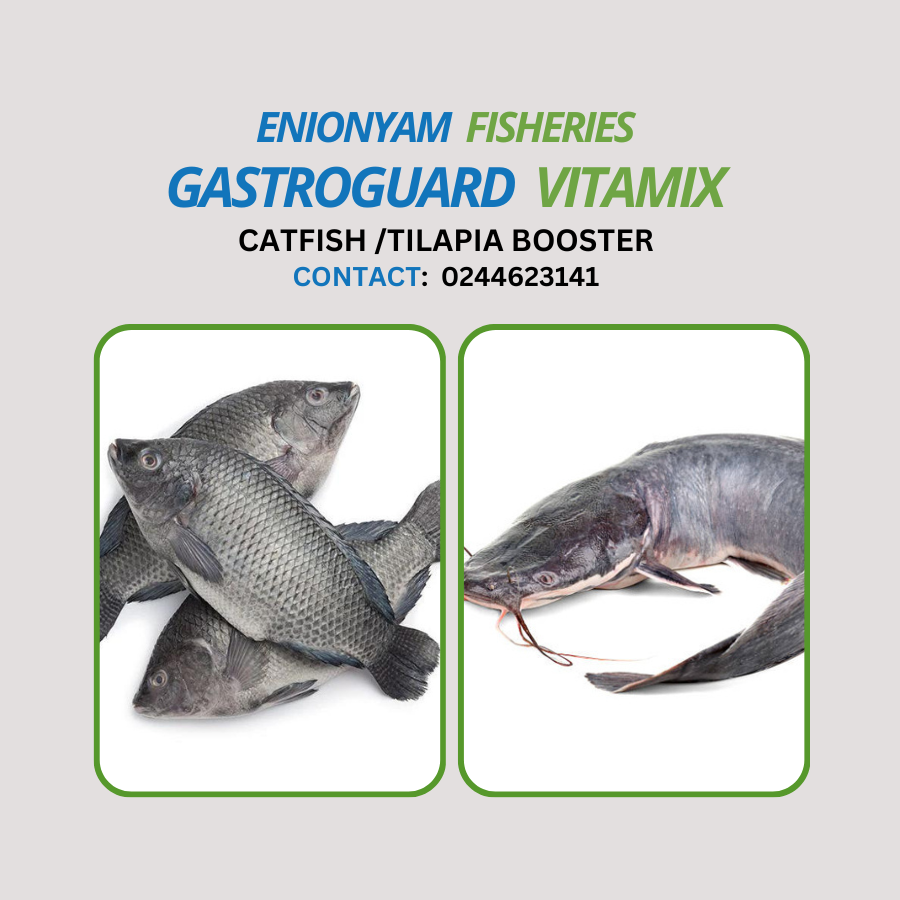 ENIONYAM FISHERIES
GASTROGUARD VITAMIX
CATFISH /TILAPIA BOOSTER
CONTACT: 0244623141